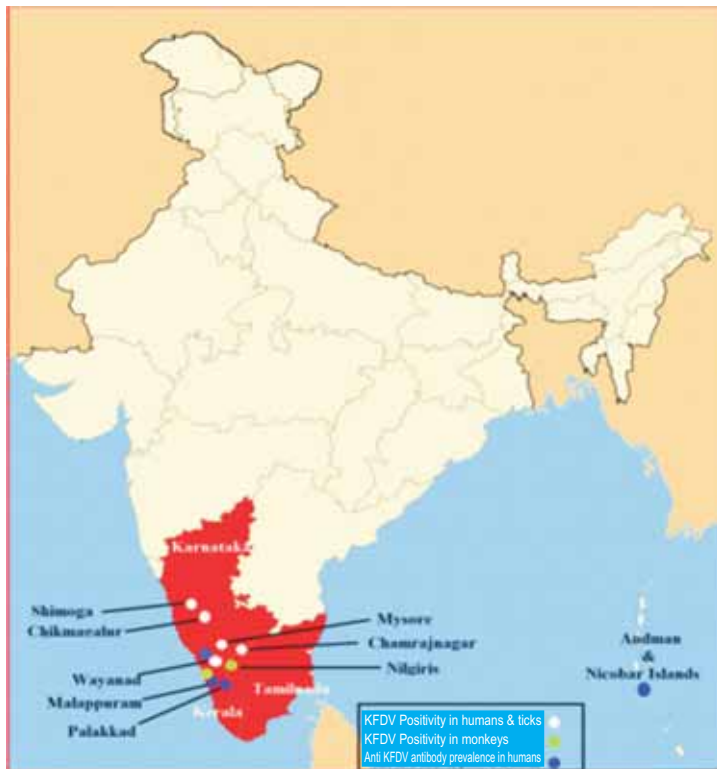 Karnataka
Shimoga
Chikmagalur
Mysore
Chamrajnagar
Andman
&
Nicobar Islands
Wayanad
Nilgiris
Malappuram
Tamilnadu
Palakkad
Kerala
KFDV Positivity in humans & ticks
KFDV Positivity in monkeys
Anti KFDV antibody prevalence in humans